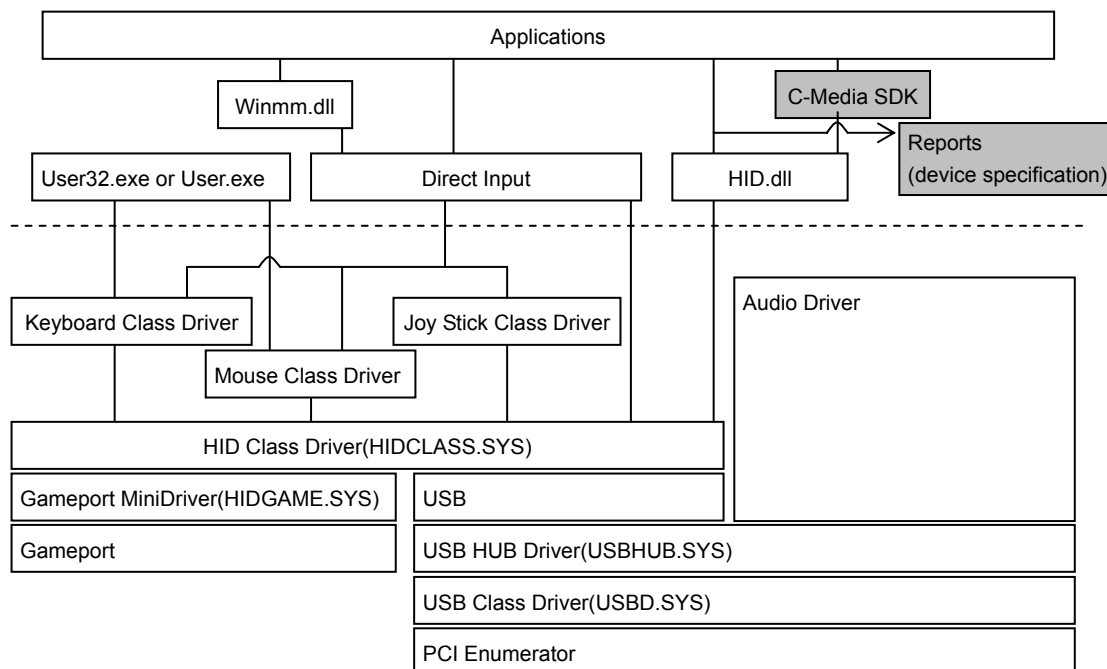 Applications
Winmm.dll
C-Media SDK
Reports
(device specification)
User32.exe or User.exe
Direct Input
HID.dll
Audio Driver
Keyboard Class Driver
Joy Stick Class Driver
Mouse Class Driver
HID Class Driver(HIDCLASS.SYS)
Gameport MiniDriver(HIDGAME.SYS)
USB
Gameport
USB HUB Driver(USBHUB.SYS)
USB Class Driver(USBD.SYS)
PCI Enumerator